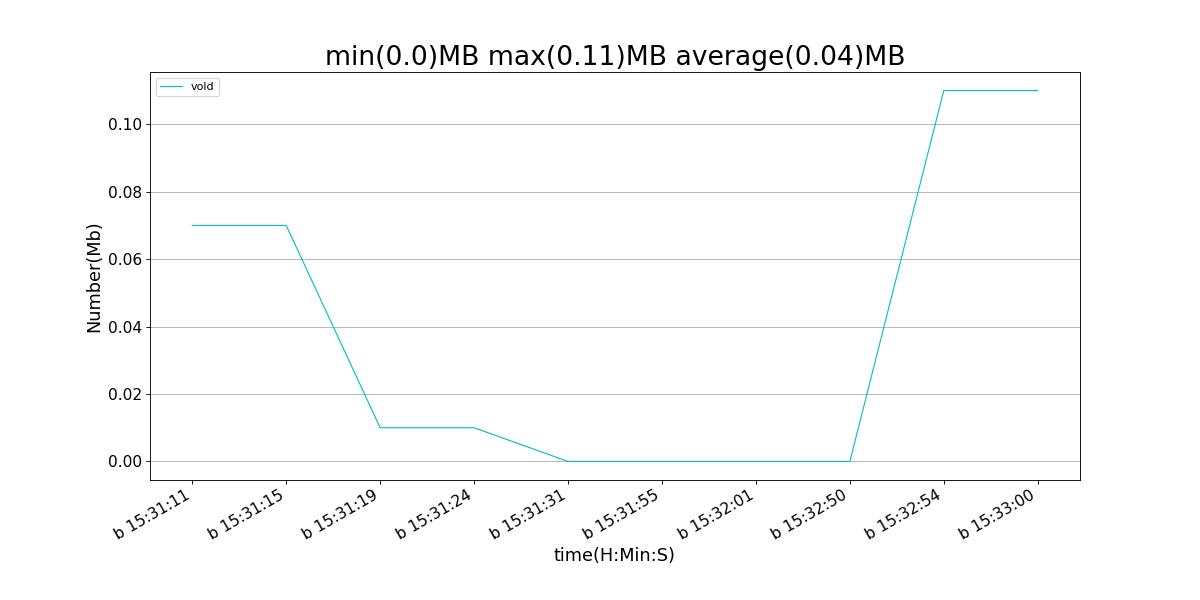 min(0.0)MB max(0.11)MB average(0.04)MB
vold
0.10
0.08
0.06
0.04
0.02
0.00
Number(Mb)
b 15:31:11
b 15:31:15
b 15:31:19
b 15:31:24
b 15:31:31
b 15:31:55
b 15:32:01
b 15:32:50
b 15:32:54
b 15:33:00
time(H:Min:S)